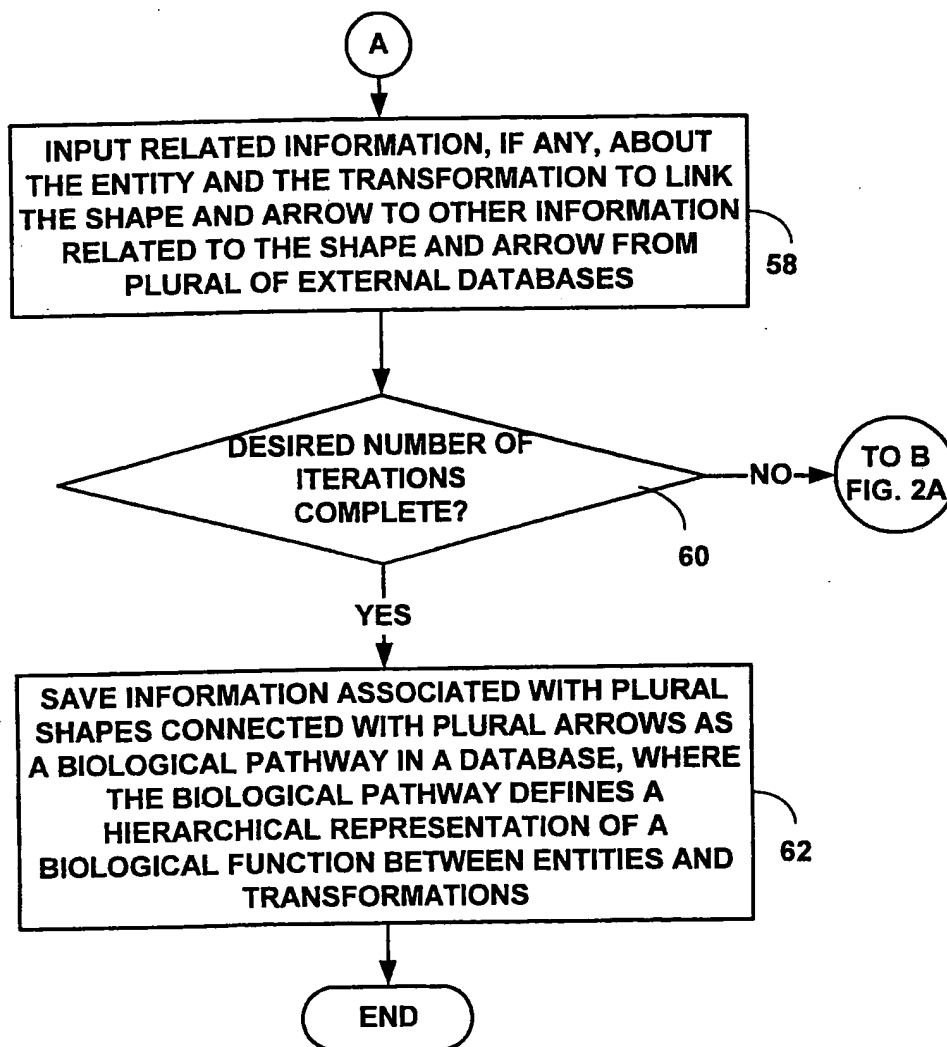 A
INPUT RELATED INFORMATION, IF ANY, ABOUT
THE ENTITY AND THE TRANSFORMATION TO LINK
THE SHAPE AND ARROW TO OTHER INFORMATION
RELATED TO THE SHAPE AND ARROW FROM
PLURAL OF EXTERNAL DATABASES
58
DESIRED NUMBER OF
ITERATIONS
COMPLETE?
NO
TO B
FIG. 2A
60
YES
SAVE INFORMATION ASSOCIATED WITH PLURAL
SHAPES CONNECTED WITH PLURAL ARROWS AS
A BIOLOGICAL PATHWAY IN A DATABASE, WHERE
THE BIOLOGICAL PATHWAY DEFINES A
HIERARCHICAL REPRESENTATION OF A
BIOLOGICAL FUNCTION BETWEEN ENTITIES AND
TRANSFORMATIONS
62
END